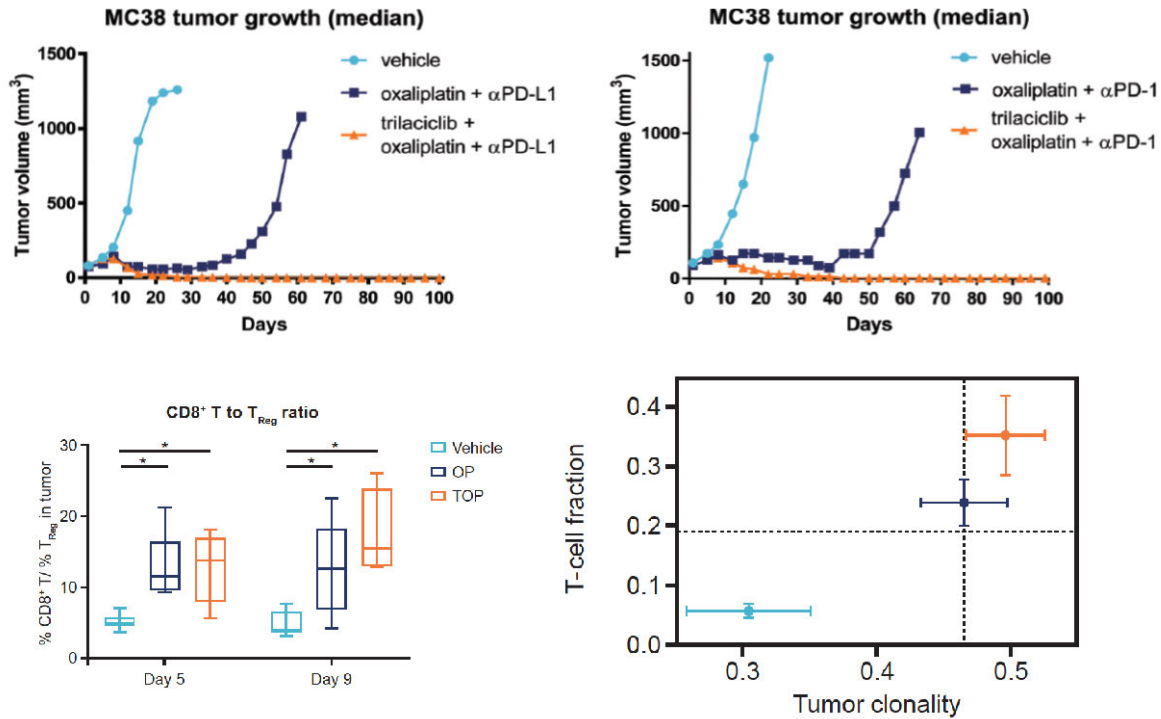 MC38 tumor growth (median)
Tumor volume (mm³)
1500
1000
500
0
vehicle
oxaliplatin + αPD-L1
trilaciclib +
oxaliplatin + αPD-L1
0 10 20 30 40 50 60 70 80 90 100
Days
MC38 tumor growth (median)
Tumor volume (mm³)
1500
1000
500
0
vehicle
oxaliplatin + αPD-1
trilaciclib +
oxaliplatin + αPD-1
0 10 20 30 40 50 60 70 80 90 100
Days
CD8⁺ T to T_Reg ratio
% CD8⁺ T/ % T_Reg in tumor
30
20
10
0
* * * *
Vehicle
OP
TOP
Day 5 Day 9
T-cell fraction
0.4
0.3
0.2
0.1
0.0
0.3 0.4 0.5
Tumor clonality